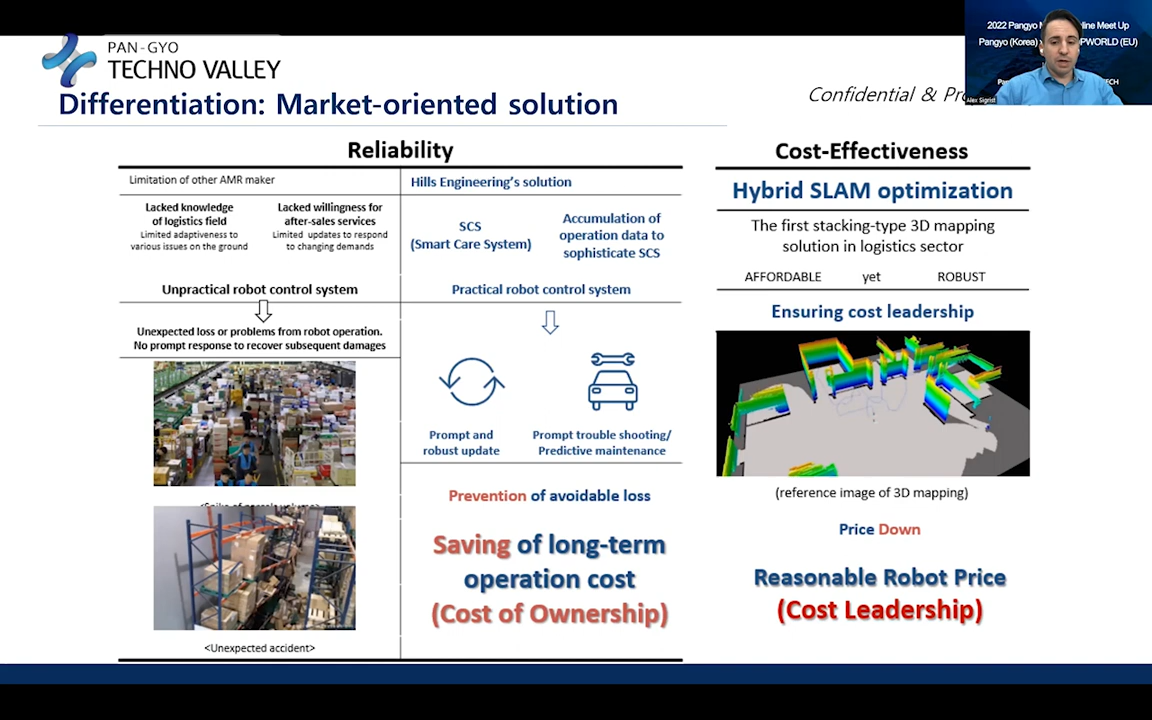 PAN-GYO
TECHNO VALLEY
2022 Pangyo
line Meet Up
Pangyo (Korea)
PWORLD (EU)
TECH
Alex Sigrist
Differentiation: Market-oriented solution
Confidential &
Reliability
Limitation of other AMR maker
Lacked knowledge
of logistics field
Limited adaptiveness to
various issues on the ground
Lacked willingness for
after-sales services
Limited updates to respond
to changing demands
Unpractical robot control system
Unexpected loss or problems from robot operation.
No prompt response to recover subsequent damages
<Unexpected accident>
Hills Engineering's solution
SCS
(Smart Care System)
Accumulation of
operation data to
sophisticate SCS
Practical robot control system
Prompt and
robust update
Prompt trouble shooting/
Predictive maintenance
Prevention of avoidable loss
Saving of long-term
operation cost
(Cost of Ownership)
Cost-Effectiveness
Hybrid SLAM optimization
The first stacking-type 3D mapping
solution in logistics sector
AFFORDABLE yet ROBUST
Ensuring cost leadership
(reference image of 3D mapping)
Price Down
Reasonable Robot Price
(Cost Leadership)